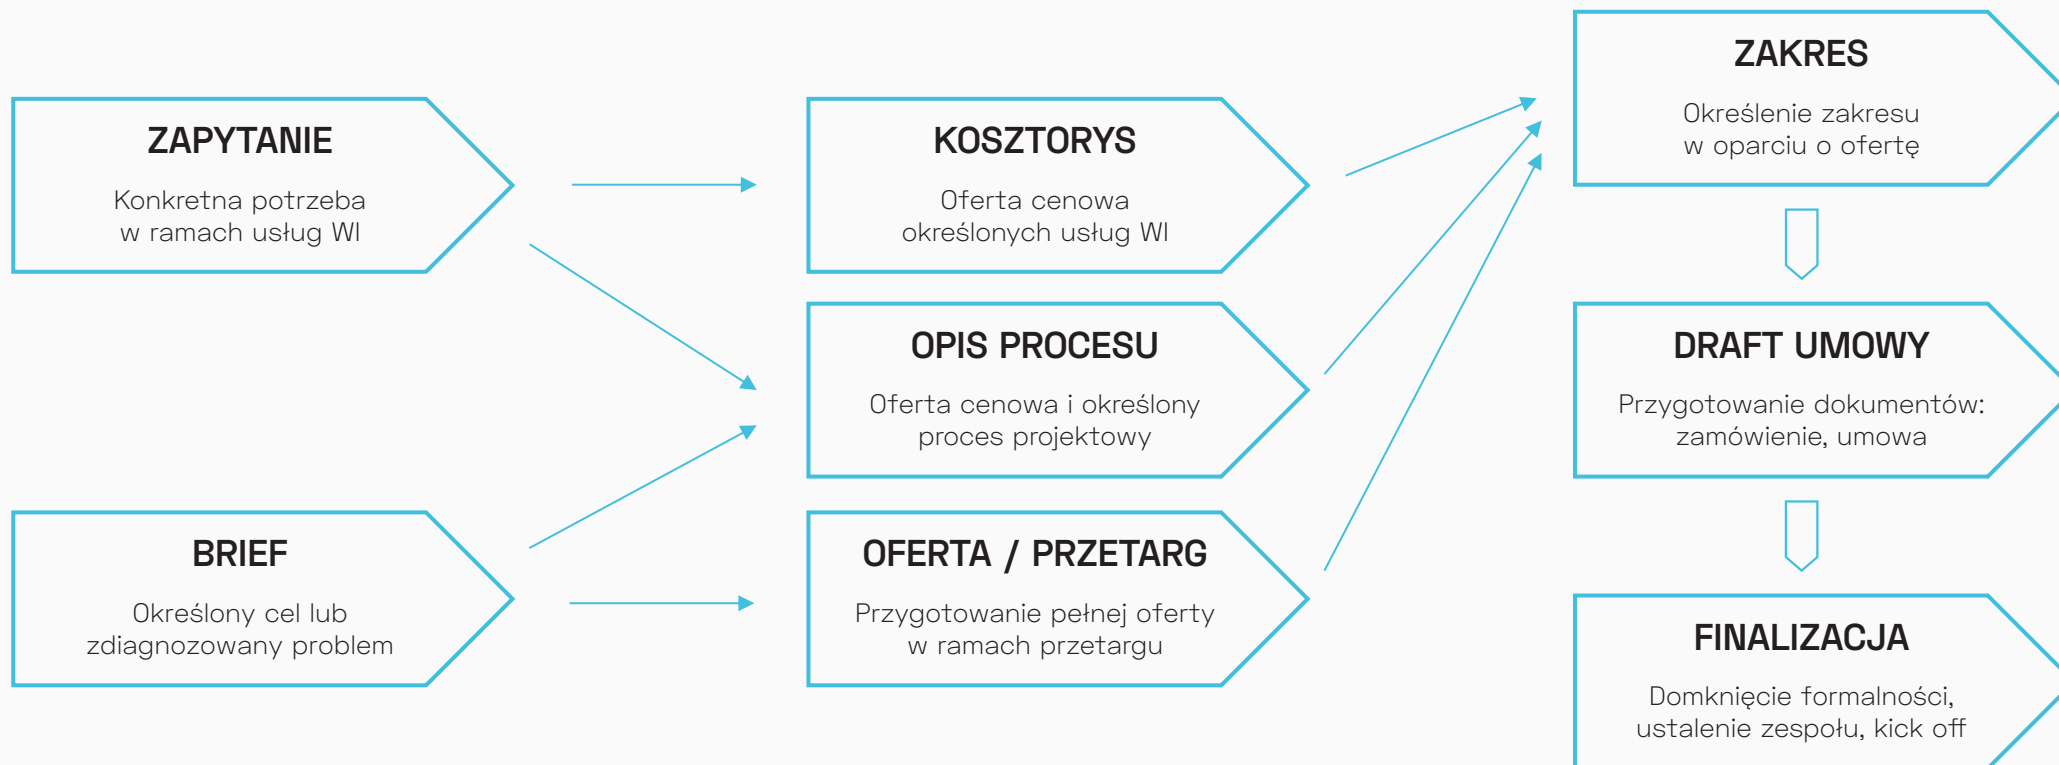 ZAPYTANIE
Konkretna potrzeba
w ramach usług WI
BRIEF
Określony cel lub
zdiagnozowany problem
KOSZTORYS
Oferta cenowa
określonych usług WI
OPIS PROCESU
Oferta cenowa i określony
proces projektowy
OFERTA / PRZETARG
Przygotowanie pełnej oferty
w ramach przetargu
ZAKRES
Określenie zakresu
w oparciu o ofertę
DRAFT UMOWY
Przygotowanie dokumentów:
zamówienie, umowa
FINALIZACJA
Domknięcie formalności,
ustalenie zespołu, kick off